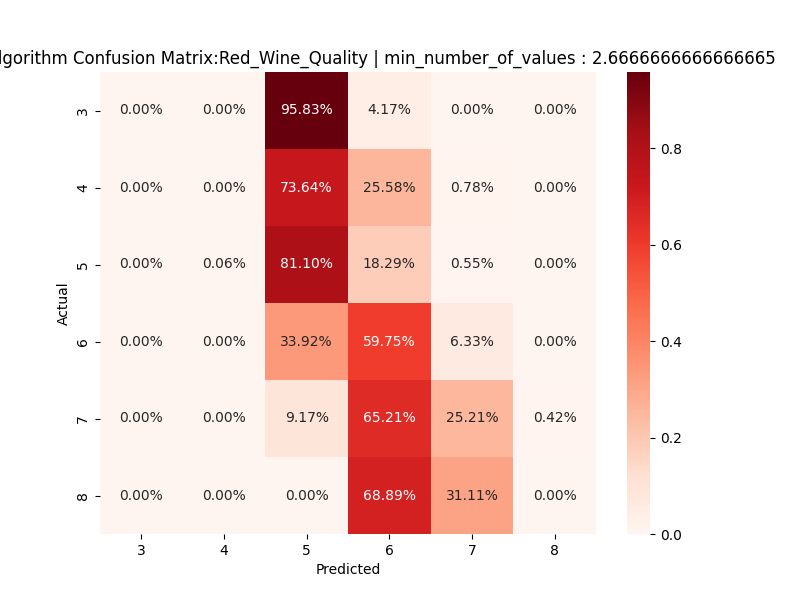 lgorithm Confusion Matrix:Red_Wine_Quality | min_number_of_values : 2.6666666666666665
Actual
3 0.00% 0.00% 95.83% 4.17% 0.00% 0.00%
4 0.00% 0.00% 73.64% 25.58% 0.78% 0.00%
5 0.00% 0.06% 81.10% 18.29% 0.55% 0.00%
6 0.00% 0.00% 33.92% 59.75% 6.33% 0.00%
7 0.00% 0.00% 9.17% 65.21% 25.21% 0.42%
8 0.00% 0.00% 0.00% 68.89% 31.11% 0.00%
3 4 5 6 7 8
Predicted
0.8
0.6
0.4
0.2
0.0